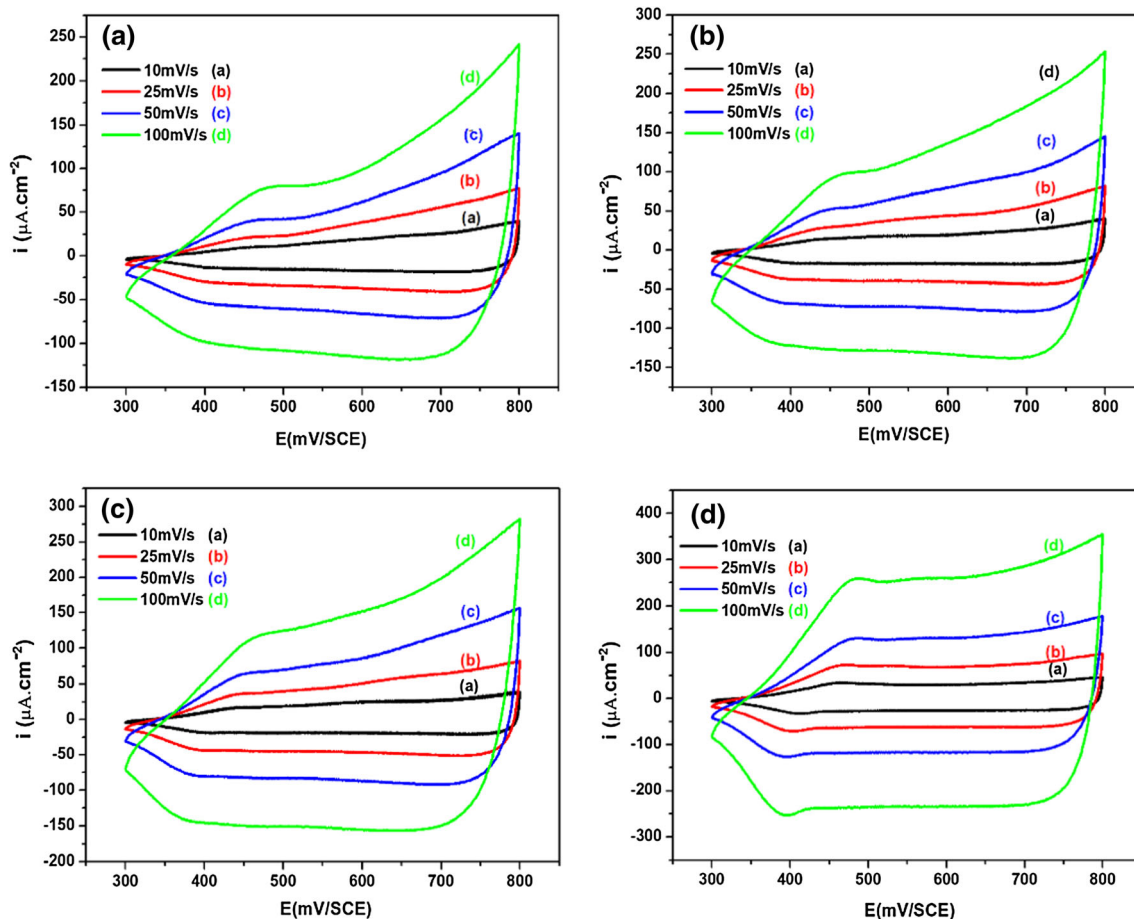 (a)
10mV/s (a)
25mV/s (b)
50mV/s (c)
100mV/s (d)
(d)
(c)
(b)
(a)
250
200
150
100
50
0
-50
-100
-150
i (µA.cm⁻²)
300 400 500 600 700 800
E(mV/SCE)
(b)
10mV/s (a)
25mV/s (b)
50mV/s (c)
100mV/s (d)
(d)
(c)
(b)
(a)
300
250
200
150
100
50
0
-50
-100
-150
i (µA.cm⁻²)
300 400 500 600 700 800
E(mV/SCE)
(c)
10mV/s (a)
25mV/s (b)
50mV/s (c)
100mV/s (d)
(d)
(c)
(b)
(a)
300
250
200
150
100
50
0
-50
-100
-150
-200
i (µA.cm⁻²)
300 400 500 600 700 800
E(mV/SCE)
(d)
10mV/s (a)
25mV/s (b)
50mV/s (c)
100mV/s (d)
(d)
(c)
(b)
(a)
400
300
200
100
0
-100
-200
-300
i (µA.cm⁻²)
300 400 500 600 700 800
E(mV/SCE)